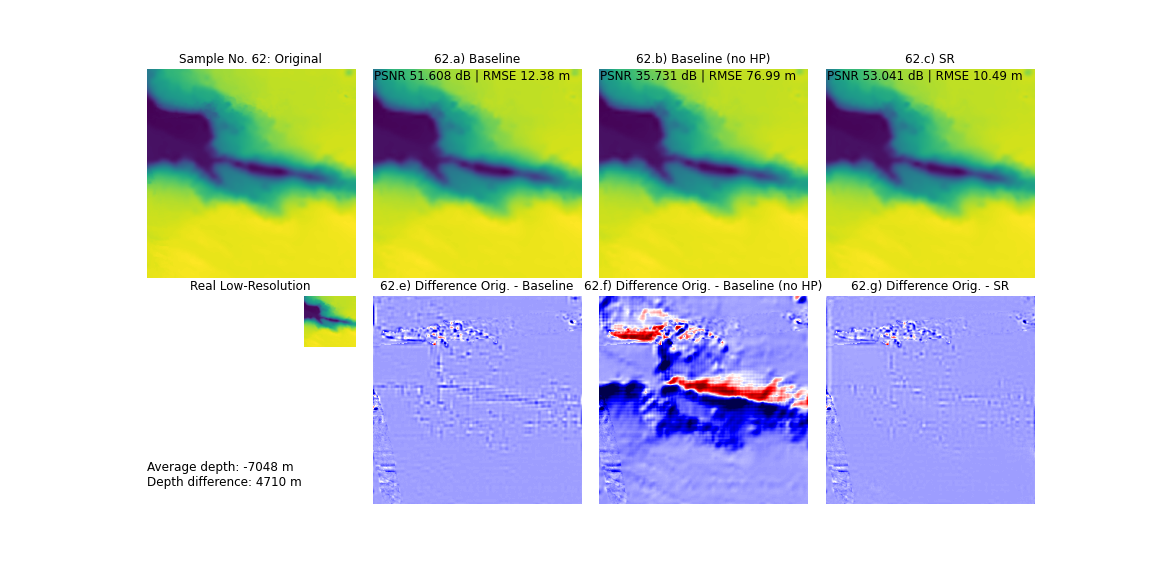 Sample No. 62: Original
62.a) Baseline
62.b) Baseline (no HP)
62.c) SR
PSNR 51.608 dB | RMSE 12.38 m
PSNR 35.731 dB | RMSE 76.99 m
PSNR 53.041 dB | RMSE 10.49 m
Real Low-Resolution
62.e) Difference Orig. - Baseline
62.f) Difference Orig. - Baseline (no HP)
62.g) Difference Orig. - SR
Average depth: -7048 m
Depth difference: 4710 m